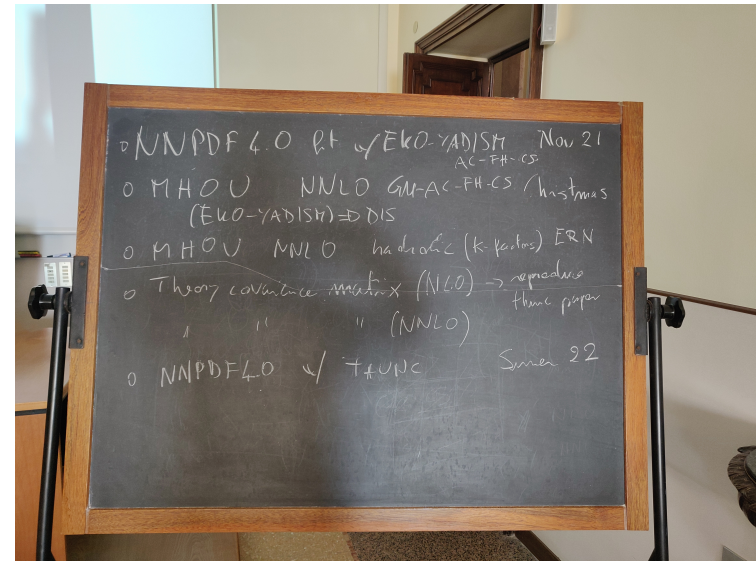 o NNPDF4.0 fit w/ EKO-YADISM Nov 21
AC-FH-CS
o MHOU NNLO GM-AC-FH-CS Christmas
(EKO-YADISM) ⇒ DIS
o MHOU NNLO hadronic (k-factors) ERN
o Theory covariance matrix (NLO) → reproduce
thunc paper
" " " (NNLO)
o NNPDF4.0 w/ THUNC Summer 22